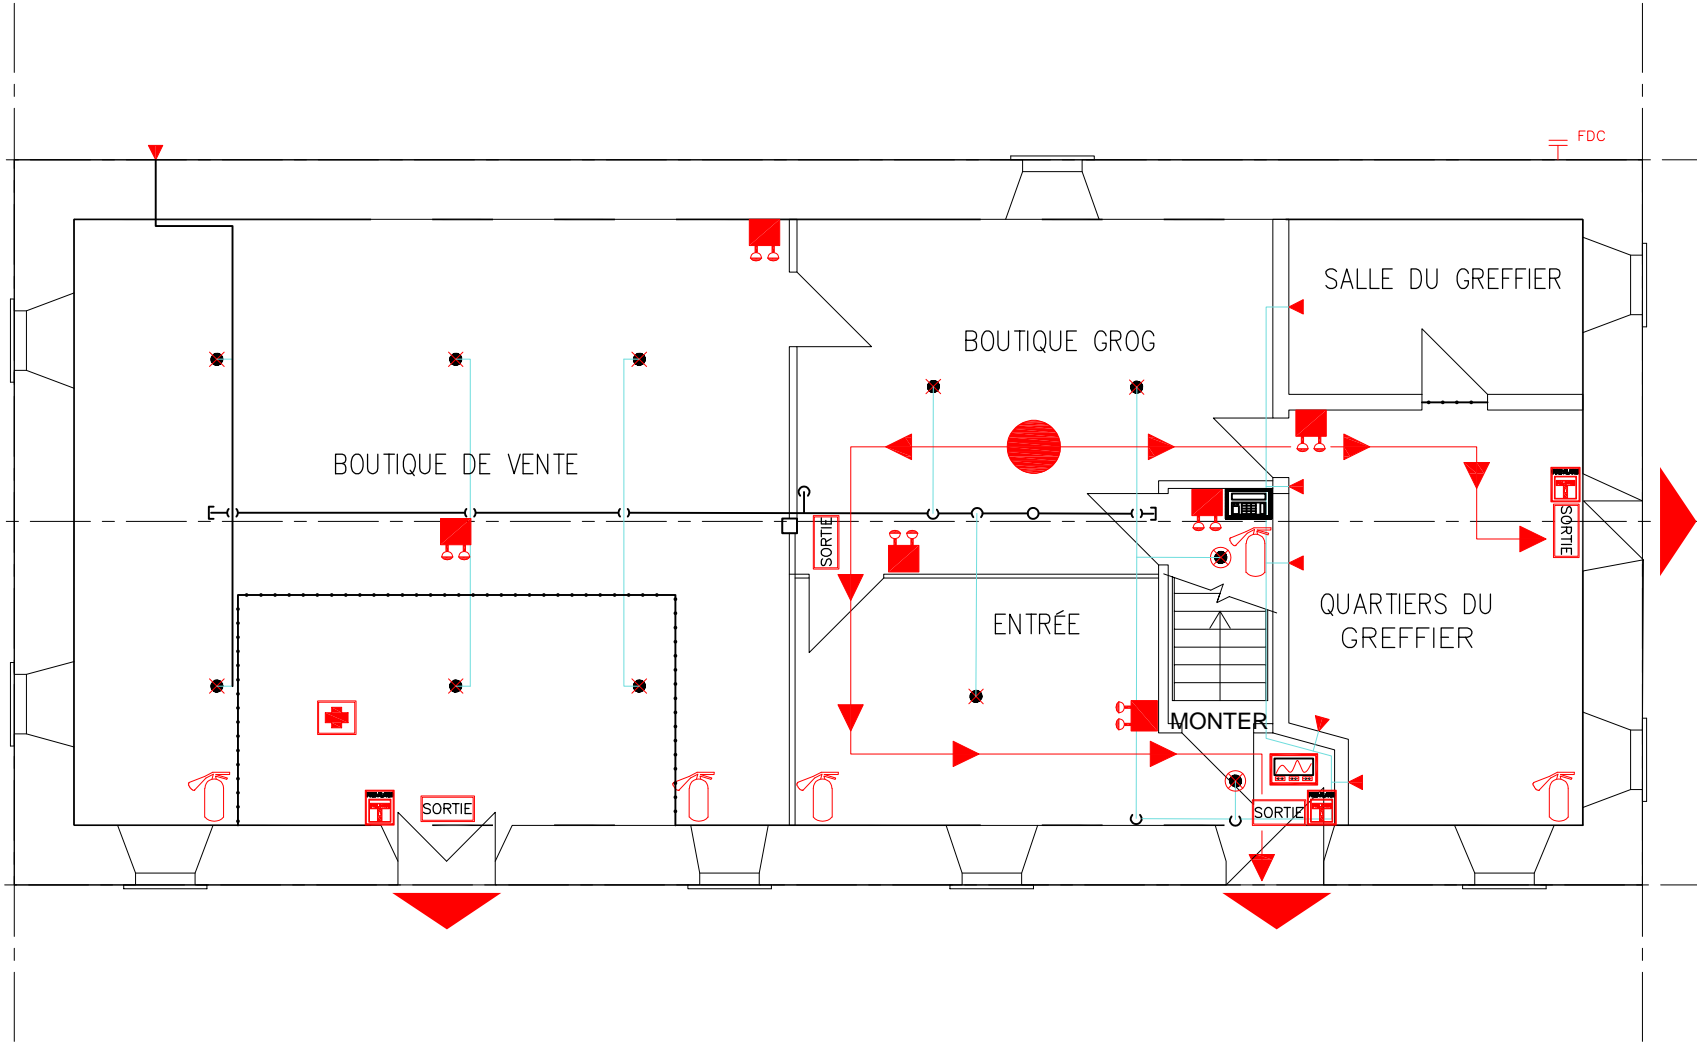 FDC
SALLE DU GREFFIER
BOUTIQUE GROG
BOUTIQUE DE VENTE
SORTIE
SORTIE
QUARTIERS DU
GREFFIER
ENTRÉE
MONTER
SORTIE
SORTIE